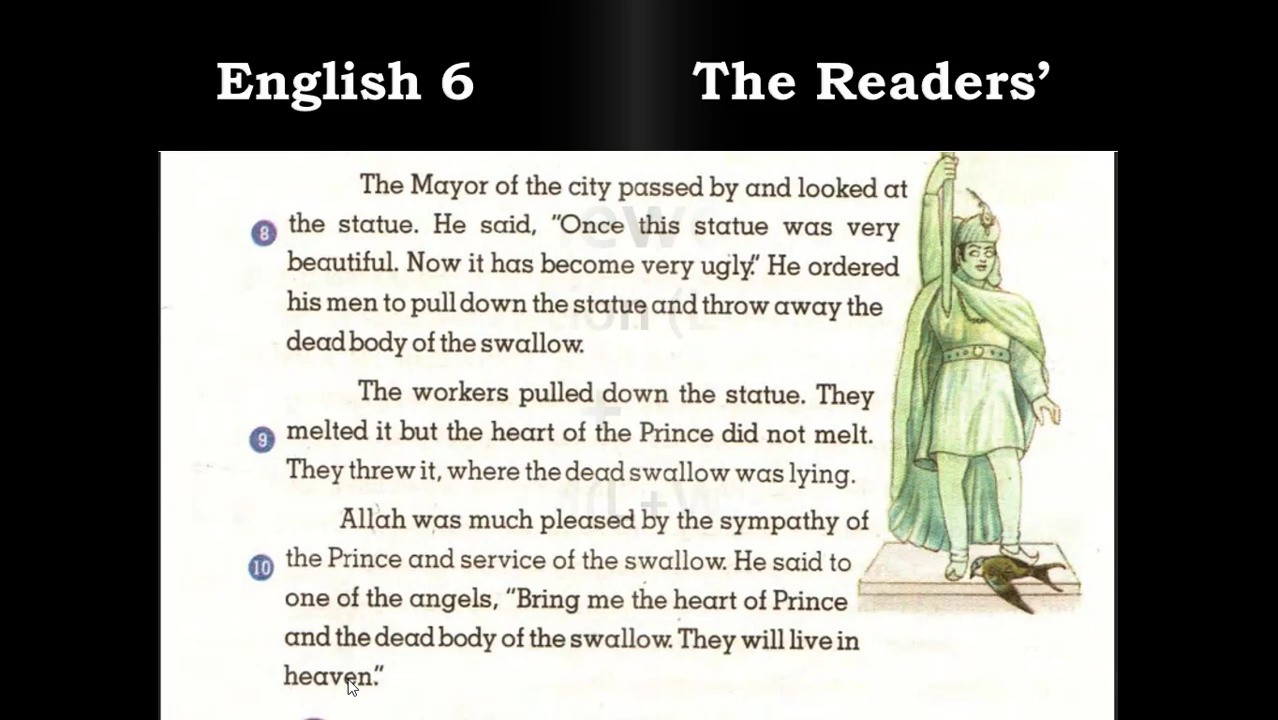 English 6 The Readers’
The Mayor of the city passed by and looked at
8 the statue. He said, "Once this statue was very
beautiful. Now it has become very ugly." He ordered
his men to pull down the statue and throw away the
dead body of the swallow.
The workers pulled down the statue. They
9 melted it but the heart of the Prince did not melt.
They threw it, where the dead swallow was lying.
Allah was much pleased by the sympathy of
10 the Prince and service of the swallow. He said to
one of the angels, "Bring me the heart of Prince
and the dead body of the swallow. They will live in
heaven."